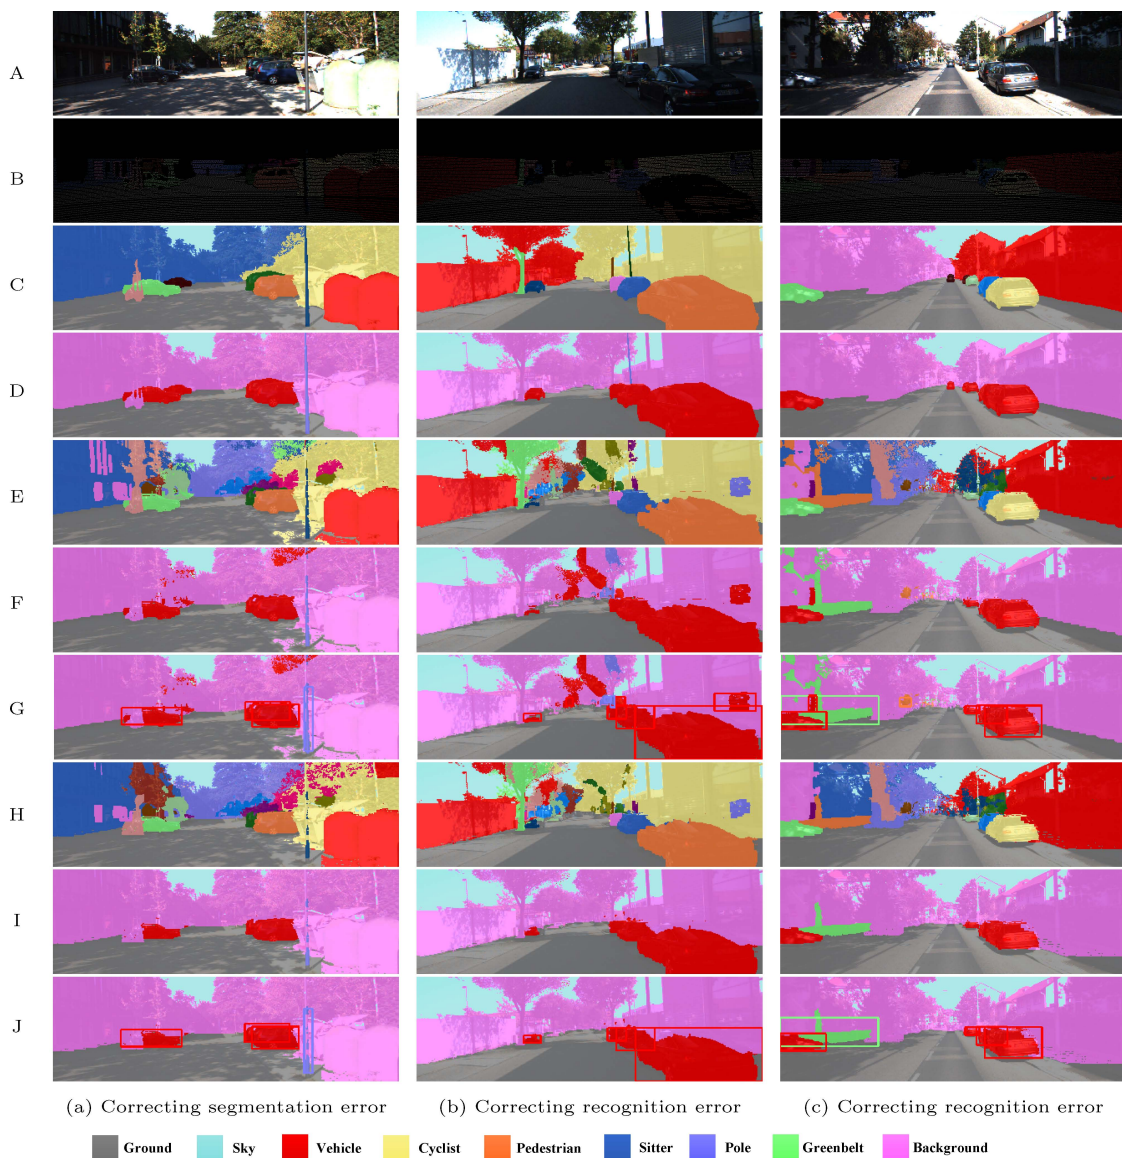 A
B
C
D
E
F
G
H
I
J
(a) Correcting segmentation error
(b) Correcting recognition error
(c) Correcting recognition error
Ground Sky Vehicle Cyclist Pedestrian Sitter Pole Greenbelt Background